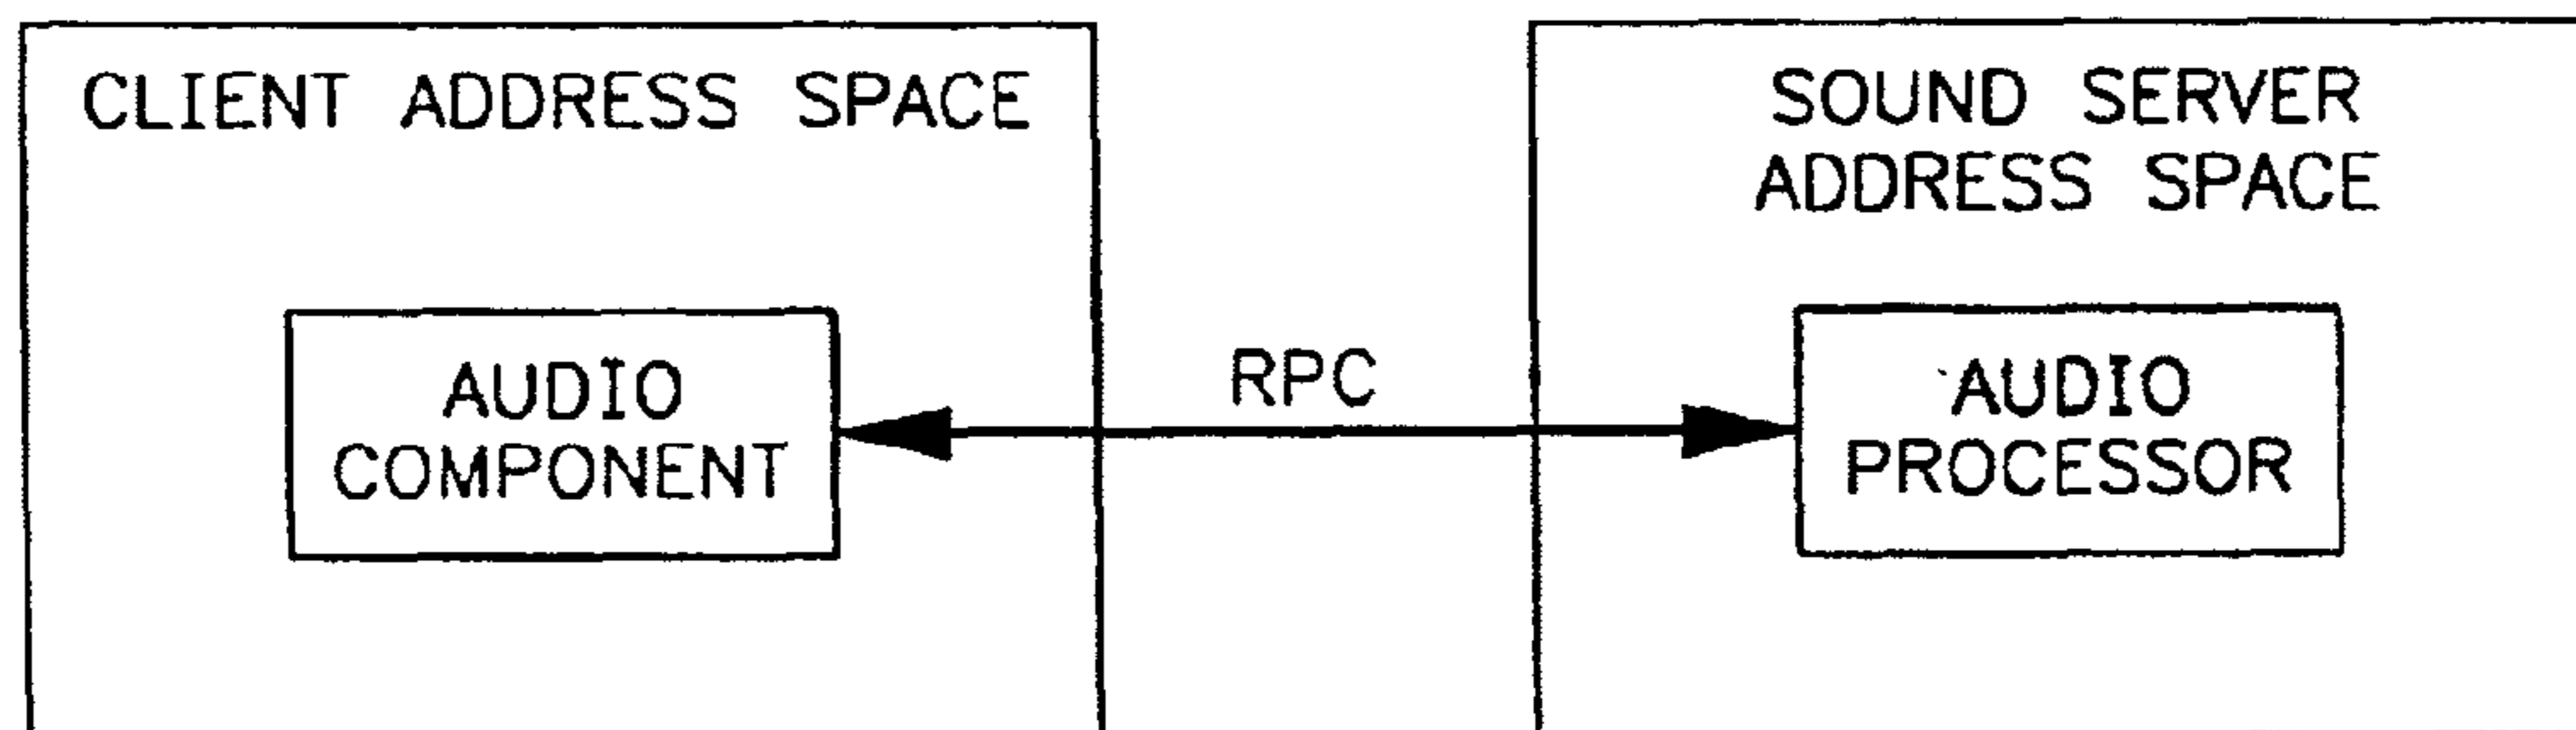 CLIENT ADDRESS SPACE
SOUND SERVER
ADDRESS SPACE
AUDIO
COMPONENT
RPC
AUDIO
PROCESSOR